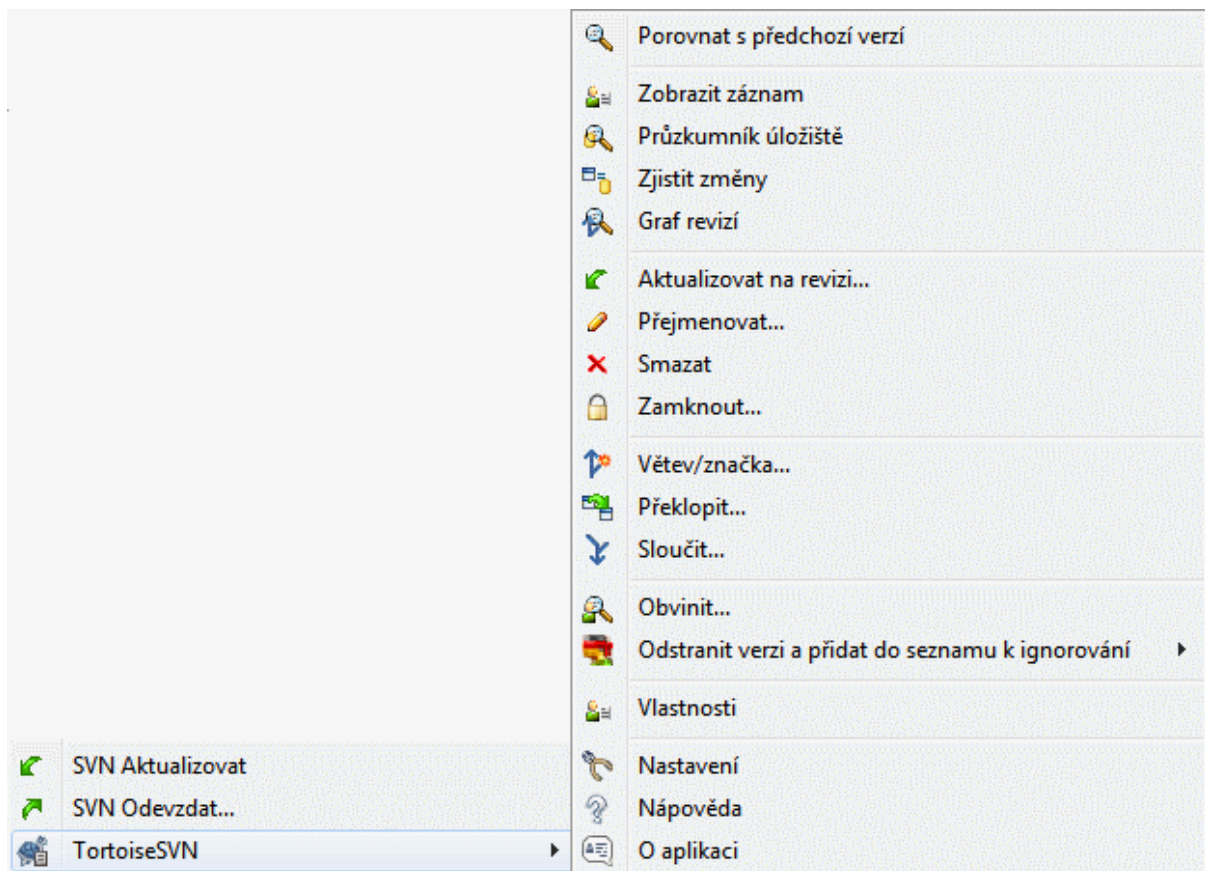 Porovnat s předchozí verzí
Zobrazit záznam
Průzkumník úložiště
Zjistit změny
Graf revizí
Aktualizovat na revizi...
Přejmenovat...
Smazat
Zamknout...
Větev/značka...
Překlopit...
Sloučit...
Obvinit...
Odstranit verzi a přidat do seznamu k ignorování
Vlastnosti
Nastavení
Nápověda
O aplikaci
SVN Aktualizovat
SVN Odevzdat...
TortoiseSVN